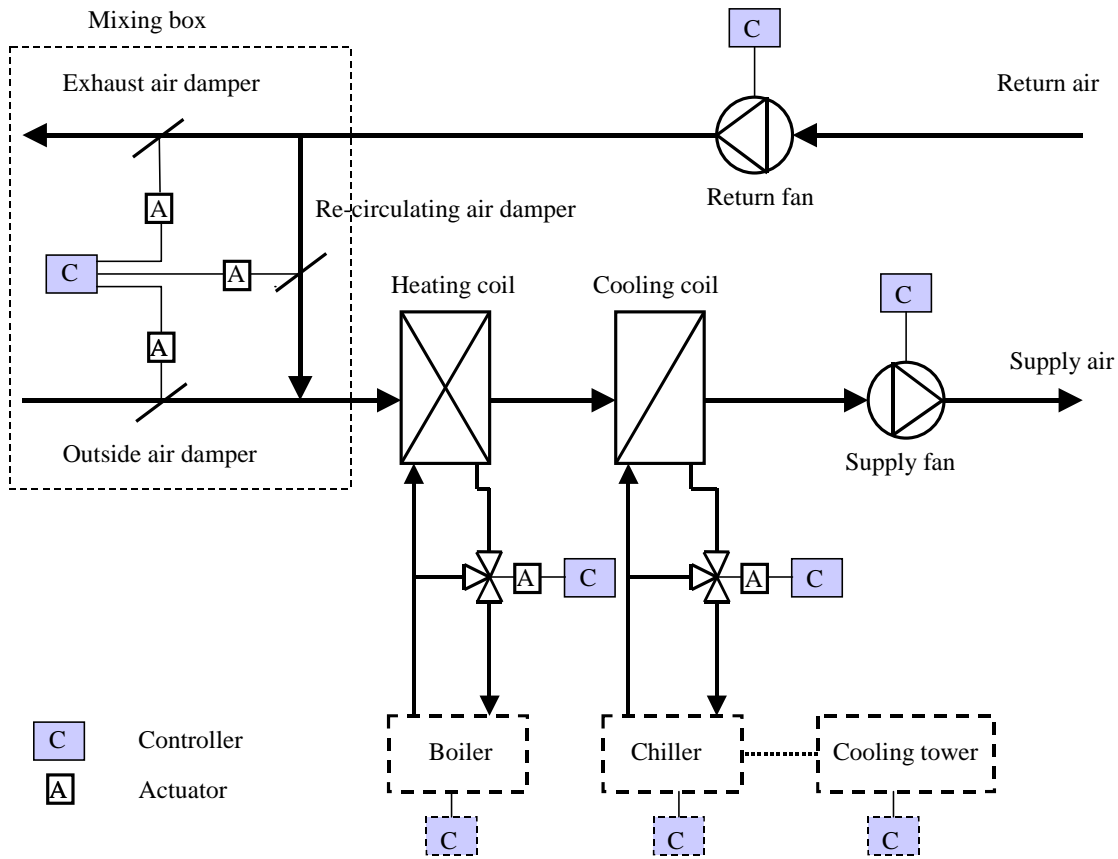 Mixing box
C
Exhaust air damper
Return air
A
Return fan
Re-circulating air damper
C
A
Heating coil
Cooling coil
C
A
Supply air
Outside air damper
Supply fan
A
C
A
C
C
Controller
Boiler
Chiller
Cooling tower
A
Actuator
C
C
C